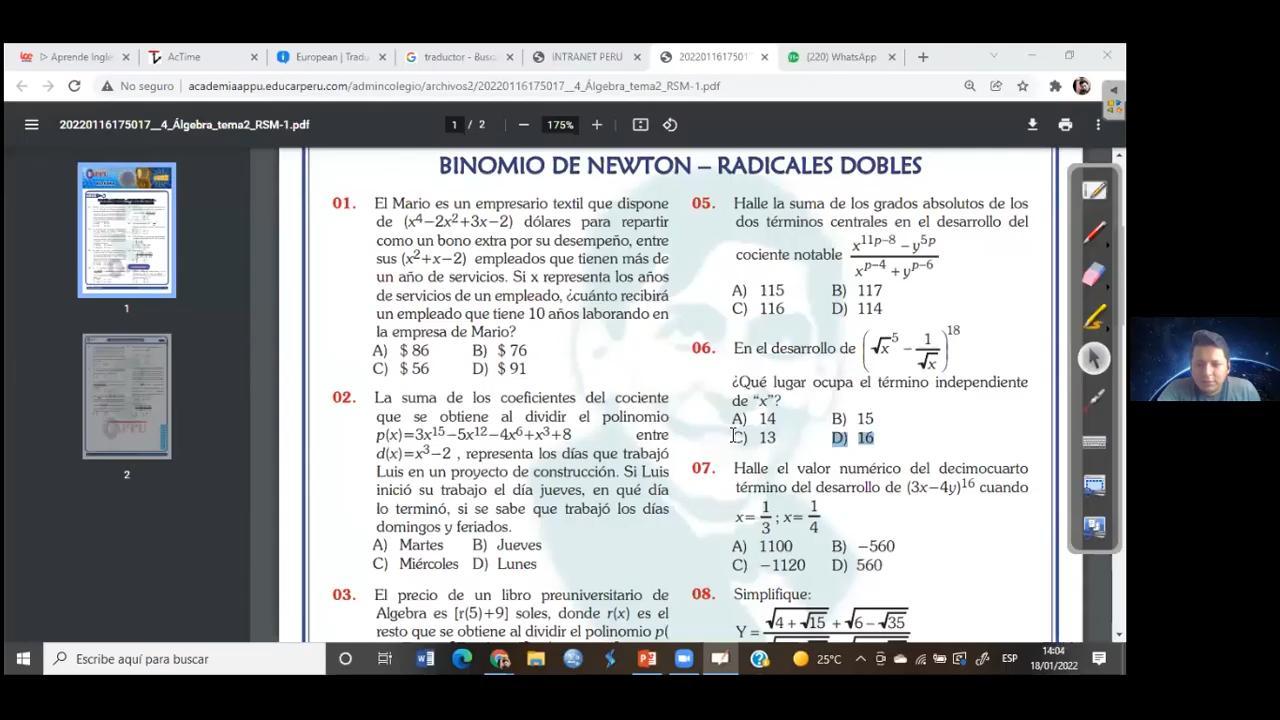 ▷ Aprende Inglé
AcTime
European | Tradu
traductor - Busc
INTRANET PERU
2022011617501
(220) WhatsApp
No seguro
academiaappu.educarperu.com/admincolegio/archivos2/20220116175017__4_Álgebra_tema2_RSM-1.pdf
20220116175017__4_Álgebra_tema2_RSM-1.pdf
1 / 2
175%
1
2
BINOMIO DE NEWTON – RADICALES DOBLES
01. El Mario es un empresario extil que dispone
de (x⁴−2x²+3x−2) dólares para repartir
como un bono extra por su desempeño, entre
sus (x²+x−2) empleados que tienen más de
un año de servicios. Si x representa los años
de servicios de un empleado, ¿cuánto recibirá
un empleado que tiene 10 años laborando en
la empresa de Mario?
A) $ 86 B) $ 76
C) $ 56 D) $ 91
02. La suma de los coeficientes del cociente
que se obtiene al dividir el polinomio
p(x)=3x¹⁵−5x¹²−4x⁶+x³+8 entre
d(x)=x³−2 , representa los días que trabajó
Luis en un proyecto de construcción. Si Luis
inició su trabajo el día jueves, en qué día
lo terminó, si se sabe que trabajó los días
domingos y feriados.
A) Martes B) Jueves
C) Miércoles D) Lunes
03. El precio de un libro preuniversitario de
Algebra es [r(5)+9] soles, donde r(x) es el
resto que se obtiene al dividir el polinomio p(
05. Halle la suma de los grados absolutos de los
dos términos centrales en el desarrollo del
cociente notable (x^(11p−8) − y^(5p))/(x^(p−4) + y^(p−6))
A) 115 B) 117
C) 116 D) 114
06. En el desarrollo de (√x⁵ − 1/√x)¹⁸
¿Qué lugar ocupa el término independiente
de “x”?
A) 14 B) 15
C) 13 D) 16
07. Halle el valor numérico del decimocuarto
término del desarrollo de (3x−4y)¹⁶ cuando
x= 1/3 ; x= 1/4
A) 1100 B) −560
C) −1120 D) 560
08. Simplifique:
Y = √(4 + √15) + √(6 − √35)
Escribe aquí para buscar
25°C
ESP
14:04
18/01/2022